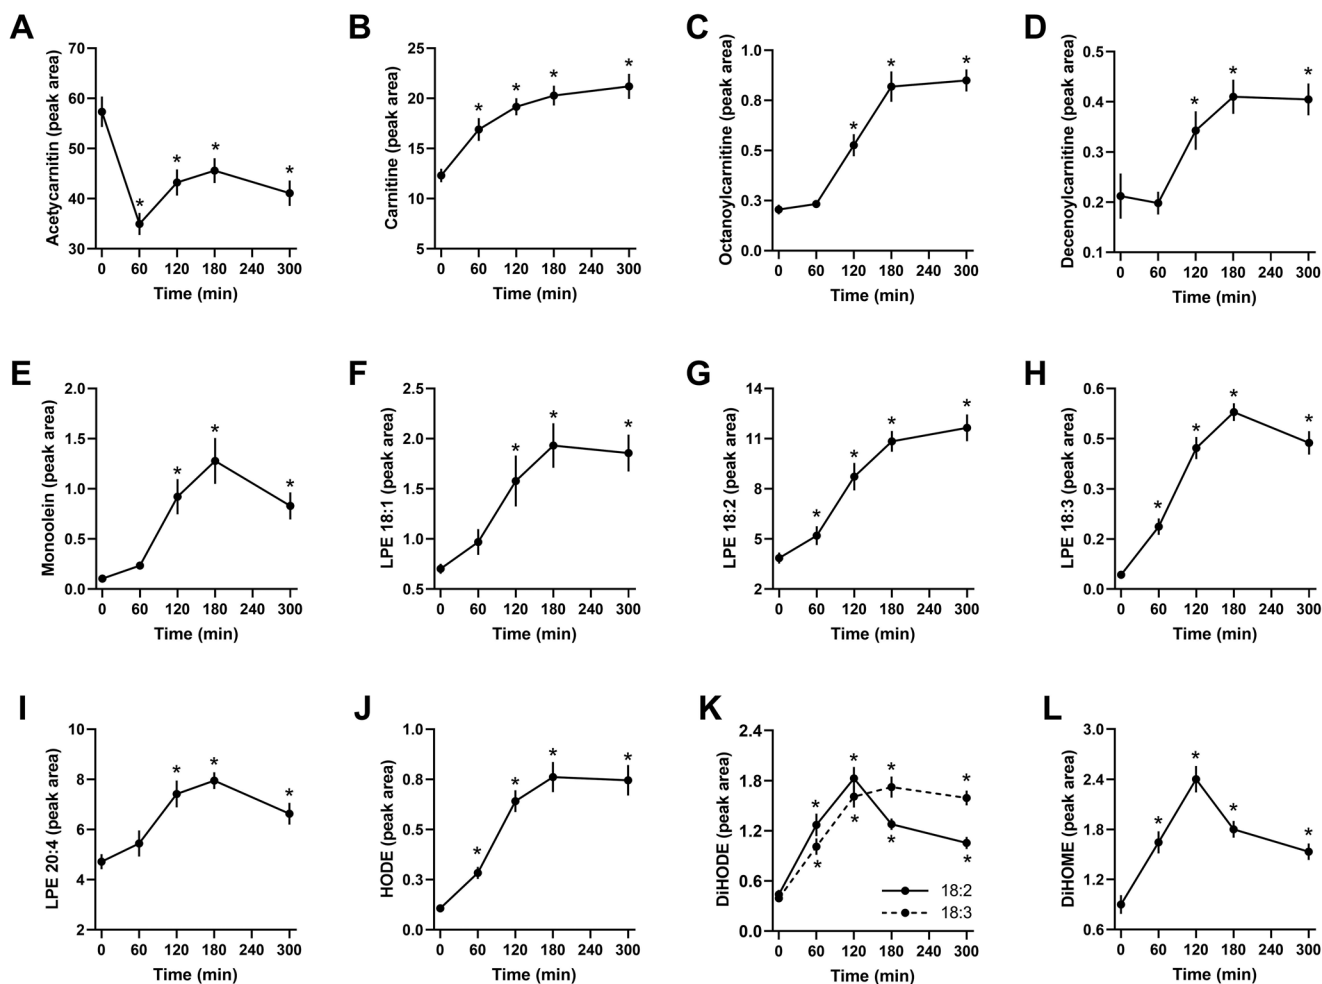 A
Acetycarnitin (peak area)
70
60
50
40
30
*
*
*
*
0 60 120 180 240 300
Time (min)
B
Carnitine (peak area)
25
20
15
10
5
*
*
*
*
0 60 120 180 240 300
Time (min)
C
Octanoylcarnitine (peak area)
1.0
0.8
0.5
0.3
0.0
*
*
*
0 60 120 180 240 300
Time (min)
D
Decenoylcarnitine (peak area)
0.5
0.4
0.3
0.2
0.1
*
*
*
0 60 120 180 240 300
Time (min)
E
Monoolein (peak area)
2.0
1.5
1.0
0.5
0.0
*
*
*
0 60 120 180 240 300
Time (min)
F
LPE 18:1 (peak area)
2.5
2.0
1.5
1.0
0.5
*
*
*
0 60 120 180 240 300
Time (min)
G
LPE 18:2 (peak area)
14
11
8
5
2
*
*
*
*
0 60 120 180 240 300
Time (min)
H
LPE 18:3 (peak area)
0.6
0.5
0.3
0.2
0.0
*
*
*
*
0 60 120 180 240 300
Time (min)
I
LPE 20:4 (peak area)
10
8
6
4
2
*
*
*
0 60 120 180 240 300
Time (min)
J
HODE (peak area)
1.0
0.8
0.5
0.3
0.0
*
*
*
*
0 60 120 180 240 300
Time (min)
K
DiHODE (peak area)
2.4
1.8
1.2
0.6
0.0
*
*
*
*
*
*
*
*
18:2
18:3
0 60 120 180 240 300
Time (min)
L
DiHOME (peak area)
3.0
2.4
1.8
1.2
0.6
*
*
*
*
0 60 120 180 240 300
Time (min)